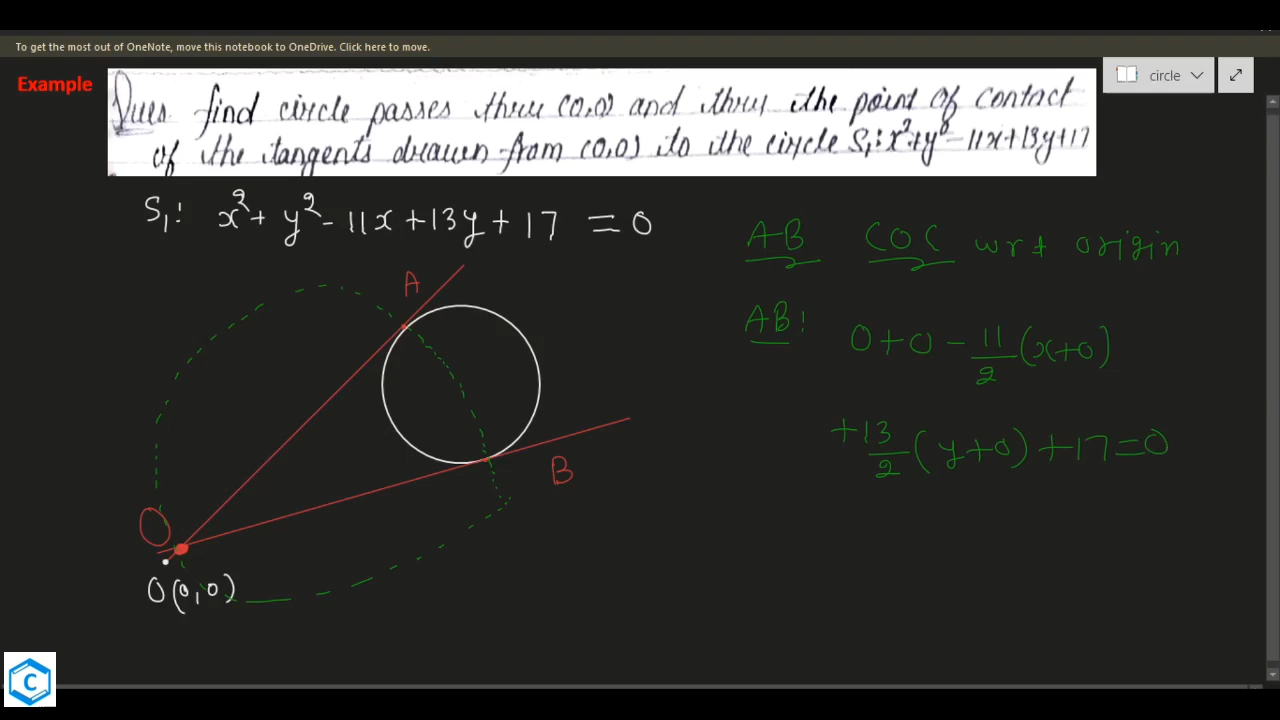 To get the most out of OneNote, move this notebook to OneDrive. Click here to move.
circle
Example
Ques. find circle passes thru (0,0) and thru the point of contact
of the tangents drawn from (0,0) to the circle S₁: x²+y²-11x+13y+17
S₁: x²+ y²- 11x +13y + 17 = 0
AB COC wrt origin
AB: 0+0 - 11/2 (x+0)
+13/2 (y+0) +17=0
A
B
O
O(0,0)
C